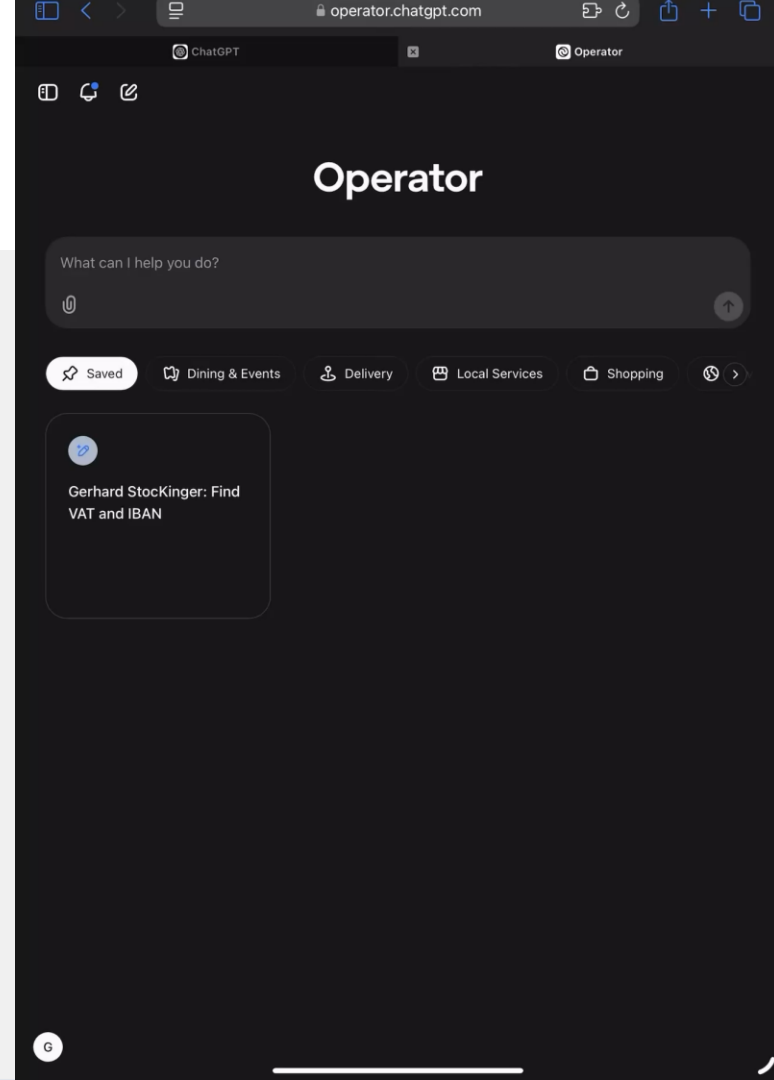 operator.chatgpt.com
ChatGPT
Operator
Operator
What can I help you do?
Saved
Dining & Events
Delivery
Local Services
Shopping
Gerhard StocKinger: Find
VAT and IBAN
G